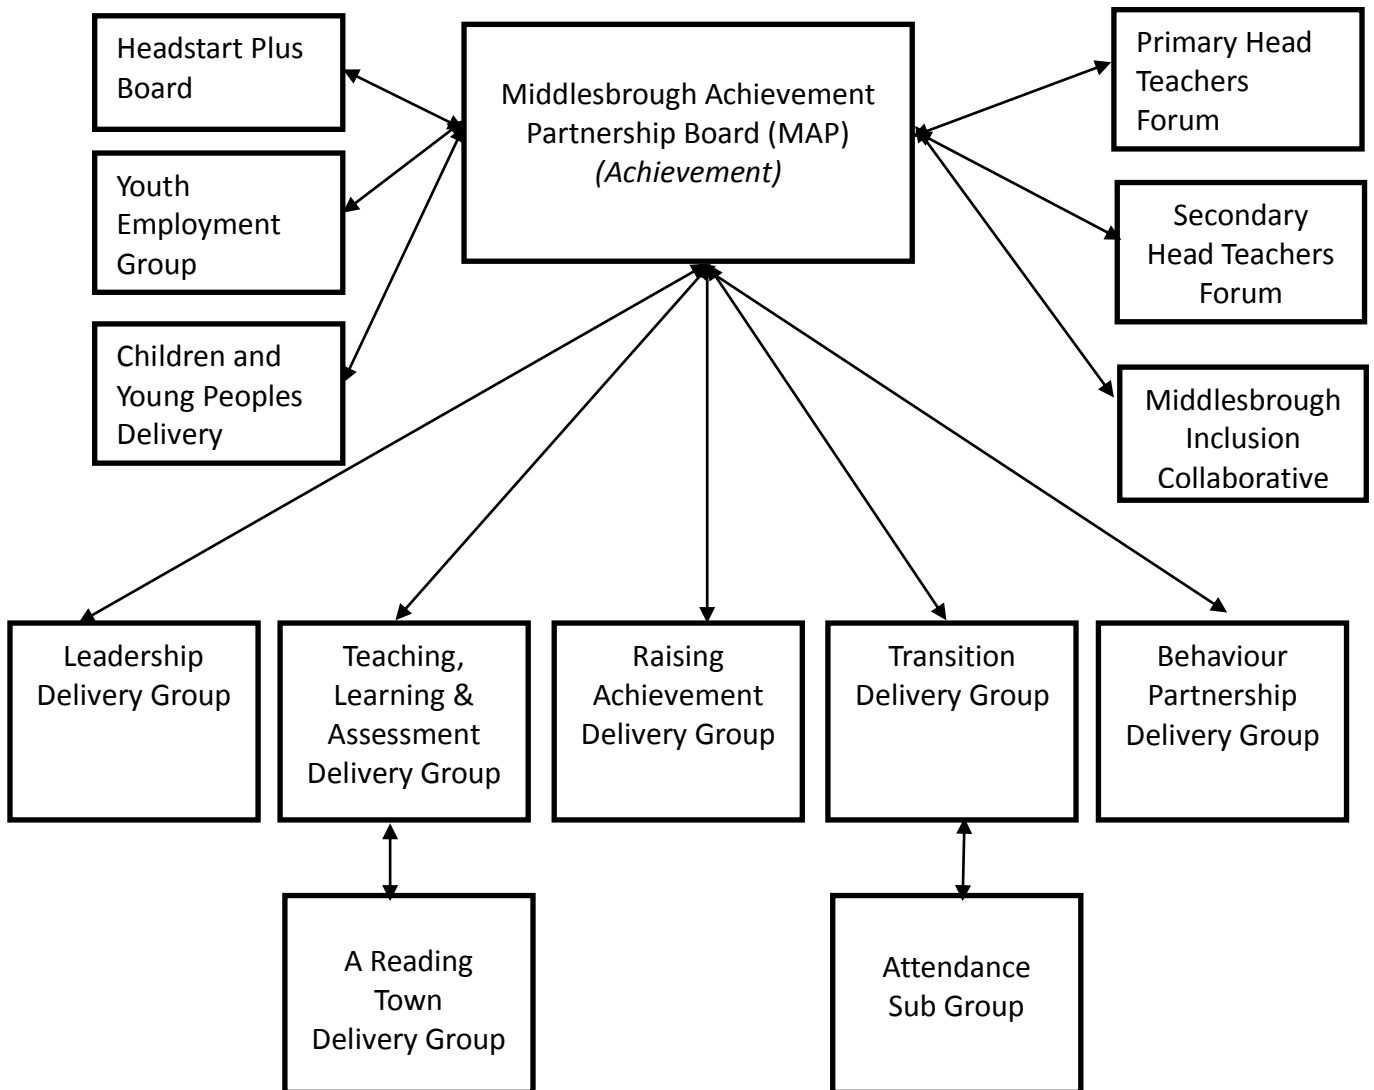 Headstart Plus
Board
Middlesbrough Achievement
Partnership Board (MAP)
(Achievement)
Primary Head
Teachers
Forum
Youth
Employment
Group
Secondary
Head Teachers
Forum
Children and
Young Peoples
Delivery
Middlesbrough
Inclusion
Collaborative
Leadership
Delivery Group
Teaching,
Learning &
Assessment
Delivery Group
Raising
Achievement
Delivery Group
Transition
Delivery Group
Behaviour
Partnership
Delivery Group
A Reading
Town
Delivery Group
Attendance
Sub Group